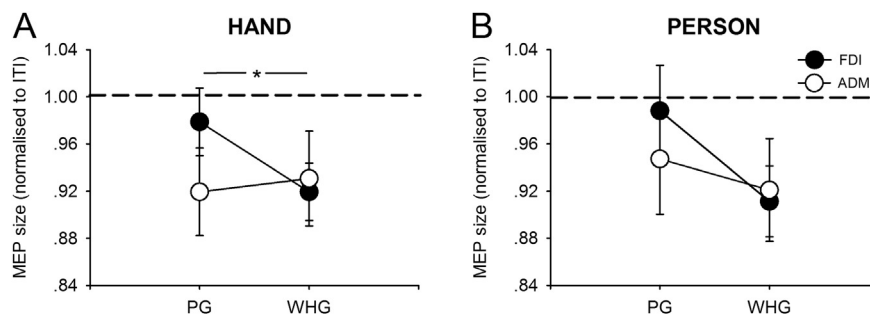 A
HAND
MEP size (normalised to ITI)
1.04
1.00
.96
.92
.88
.84
*
PG
WHG
B
PERSON
MEP size (normalised to ITI)
1.04
1.00
.96
.92
.88
.84
PG
WHG
FDI
ADM